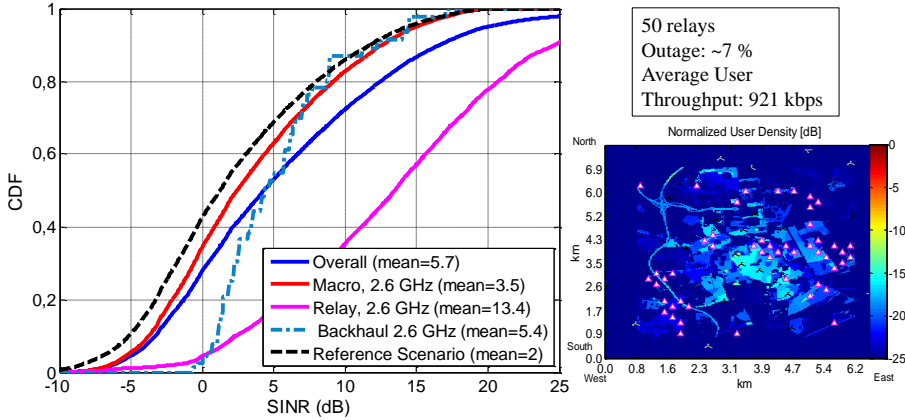 1
0,8
0,6
0,4
0,2
0
CDF
-10
-5
0
5
10
15
20
25
SINR (dB)
Overall (mean=5.7)
Macro, 2.6 GHz (mean=3.5)
Relay, 2.6 GHz (mean=13.4)
Backhaul 2.6 GHz (mean=5.4)
Reference Scenario (mean=2)
50 relays
Outage: ~7 %
Average User
Throughput: 921 kbps
Normalized User Density [dB]
North
6.9
6.0
5.2
4.3
3.5
2.6
1.7
0.9
0.0
km
South
0.0
0.8
1.6
2.3
3.1
3.9
4.7
5.4
6.2
West
km
East
0
-5
-10
-15
-20
-25